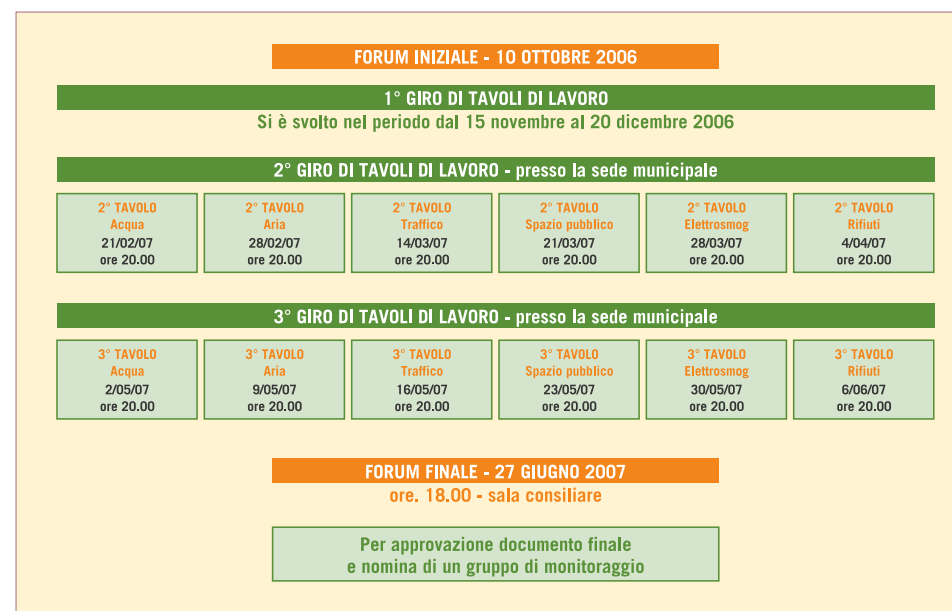 FORUM INIZIALE - 10 OTTOBRE 2006
1° GIRO DI TAVOLI DI LAVORO
Si è svolto nel periodo dal 15 novembre al 20 dicembre 2006
2° GIRO DI TAVOLI DI LAVORO - presso la sede municipale
2° TAVOLO
Acqua
21/02/07
ore 20.00
2° TAVOLO
Aria
28/02/07
ore 20.00
2° TAVOLO
Traffico
14/03/07
ore 20.00
2° TAVOLO
Spazio pubblico
21/03/07
ore 20.00
2° TAVOLO
Elettrosmog
28/03/07
ore 20.00
2° TAVOLO
Rifiuti
4/04/07
ore 20.00
3° GIRO DI TAVOLI DI LAVORO - presso la sede municipale
3° TAVOLO
Acqua
2/05/07
ore 20.00
3° TAVOLO
Aria
9/05/07
ore 20.00
3° TAVOLO
Traffico
16/05/07
ore 20.00
3° TAVOLO
Spazio pubblico
23/05/07
ore 20.00
3° TAVOLO
Elettrosmog
30/05/07
ore 20.00
3° TAVOLO
Rifiuti
6/06/07
ore 20.00
FORUM FINALE - 27 GIUGNO 2007
ore. 18.00 - sala consiliare
Per approvazione documento finale
e nomina di un gruppo di monitoraggio